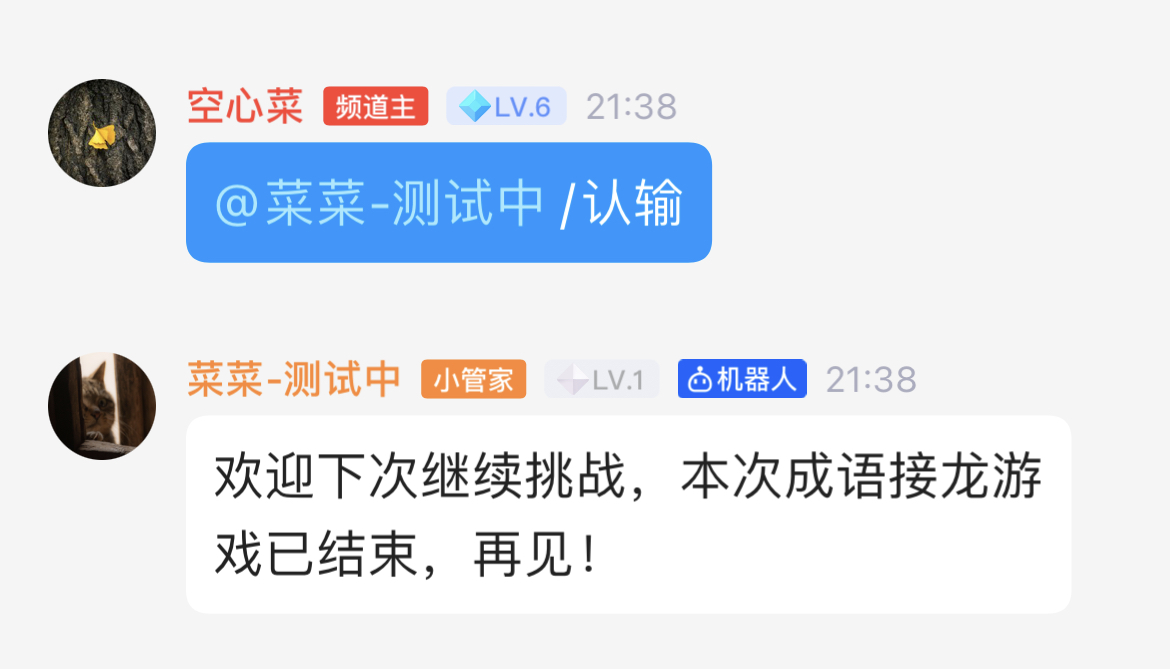 空心菜 频道主 LV.6 21:38
@菜菜-测试中 /认输
菜菜-测试中 小管家 LV.1 机器人 21:38
欢迎下次继续挑战，本次成语接龙游
戏已结束，再见！